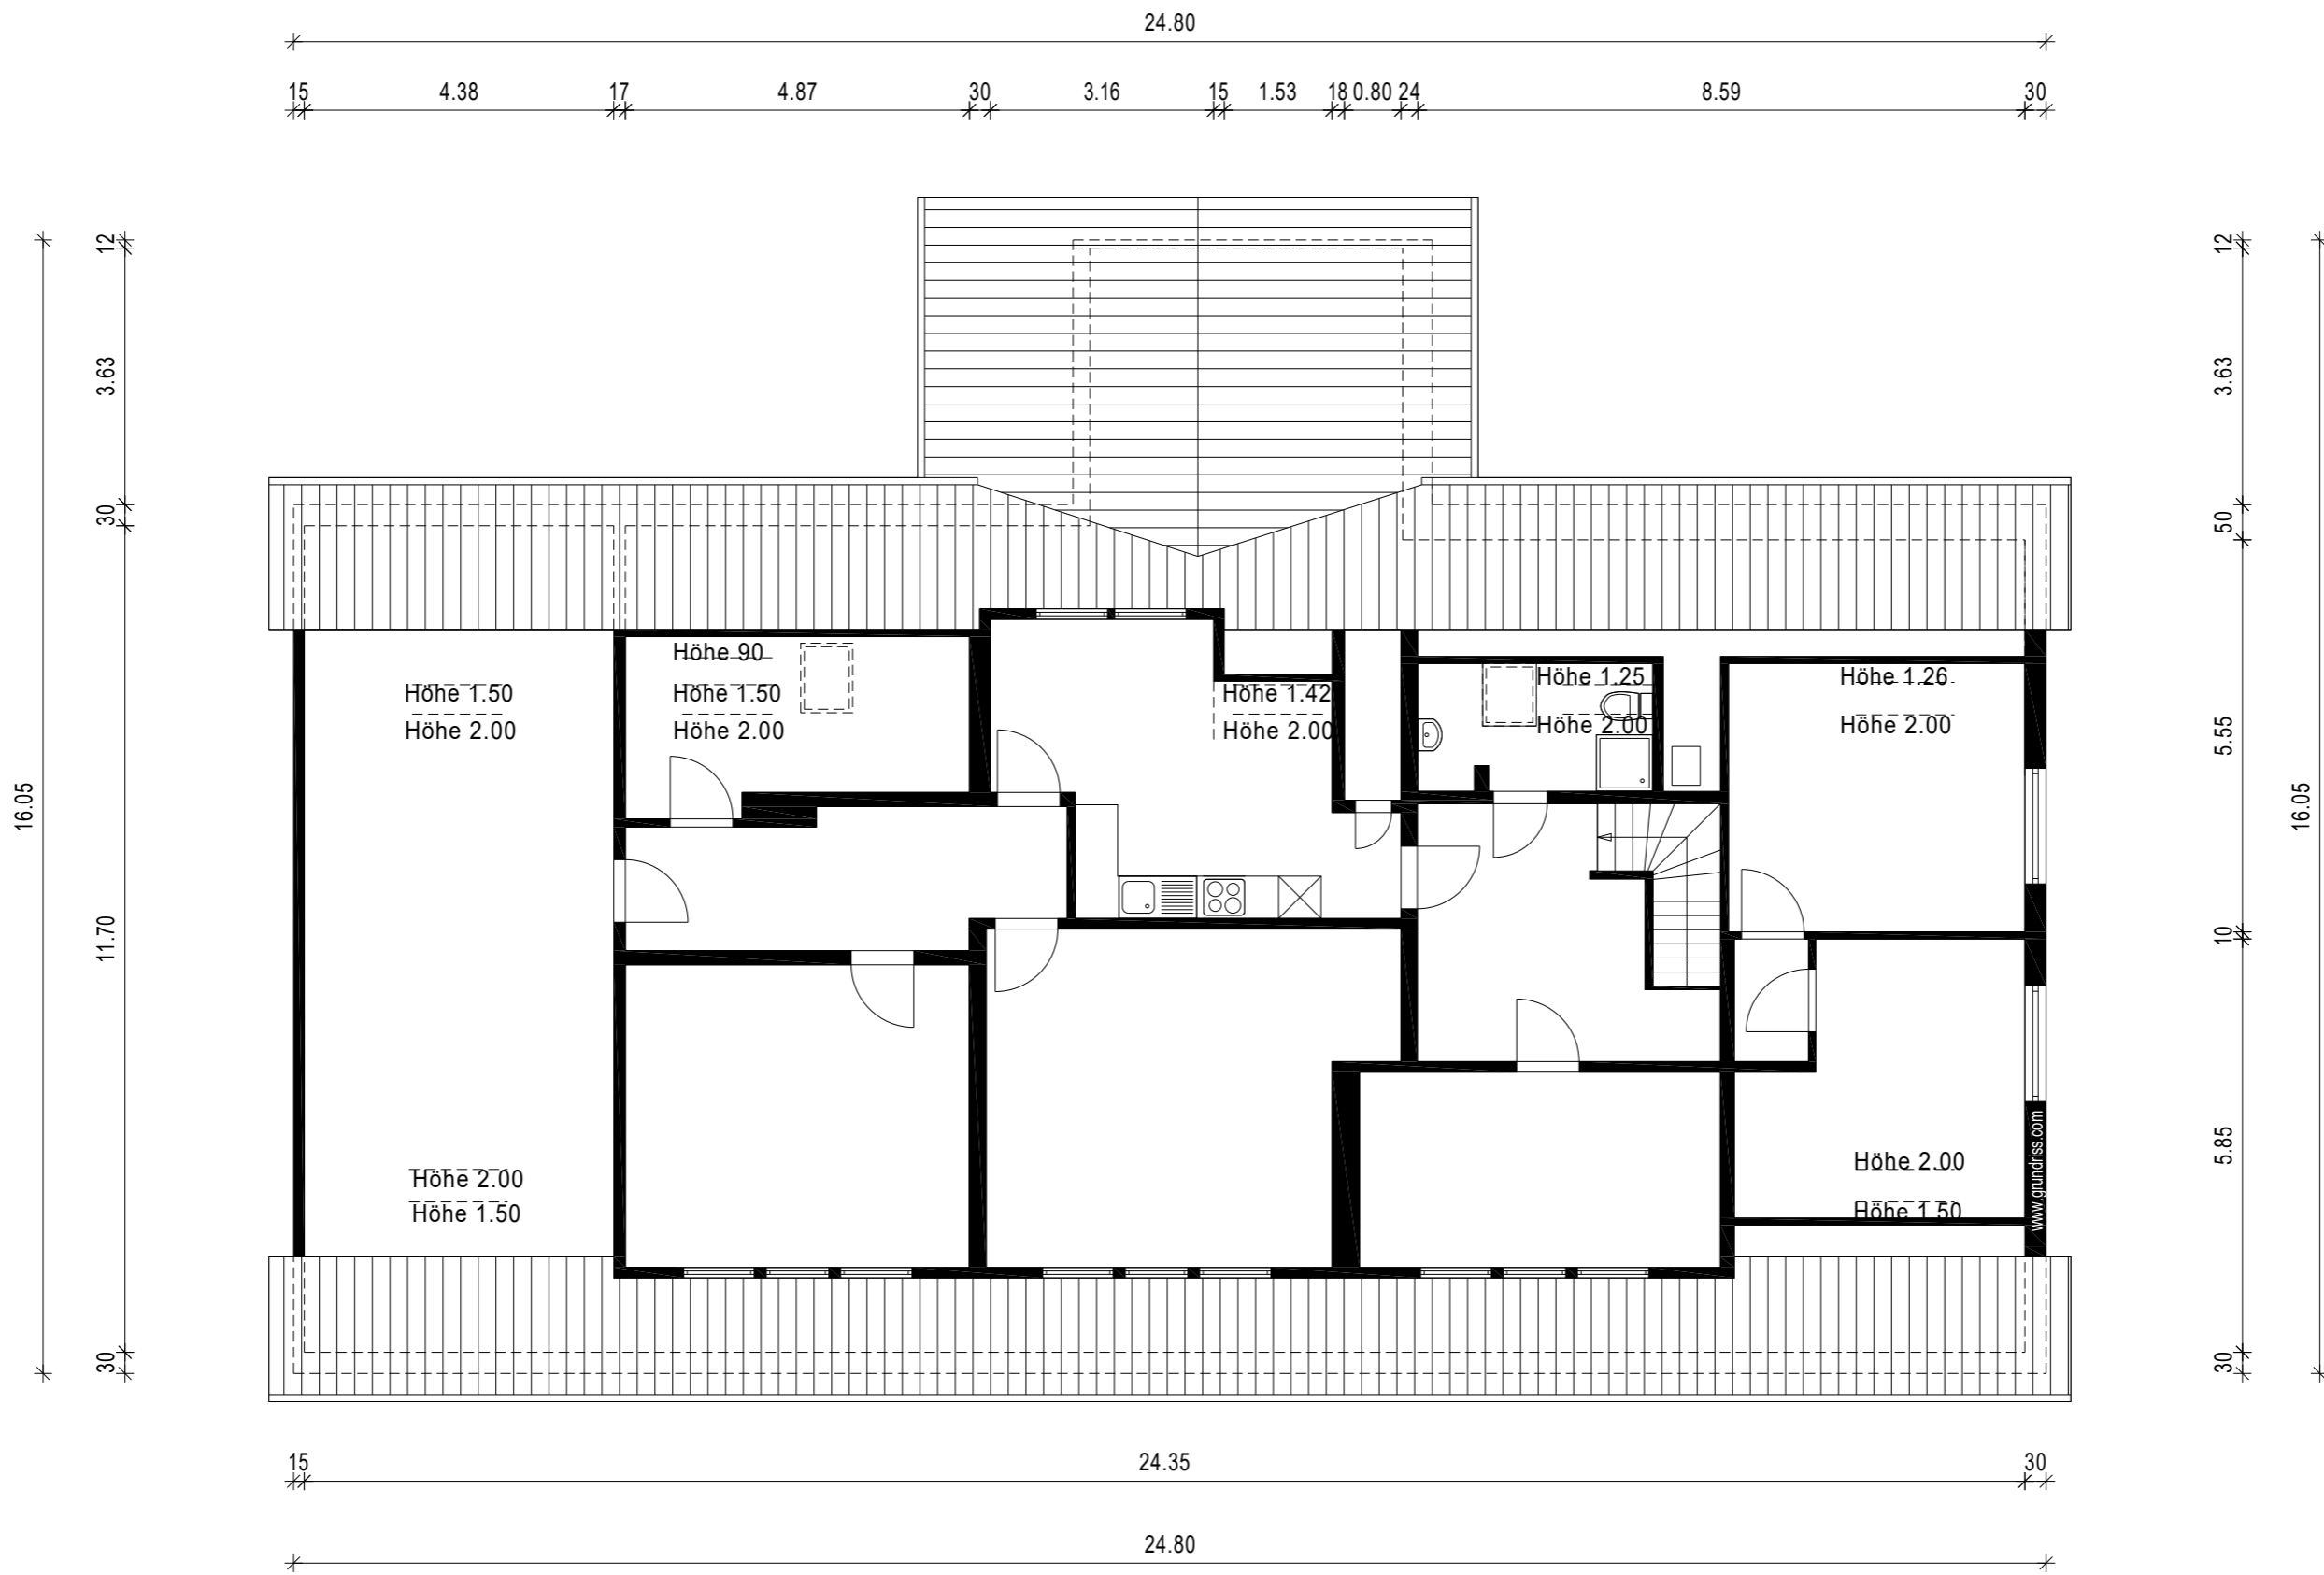 24.80
15 4.38 17 4.87 30 3.16 15 1.53 18 0.80 24 8.59 30
12
12
3.63
3.63
30
50
Höhe 90
Höhe 1.25
Höhe 1.26
Höhe 1.50
Höhe 1.50
Höhe 1.42
Höhe 2.00
Höhe 2.00
Höhe 2.00
Höhe 2.00
Höhe 2.00
5.55
16.05
16.05
11.70
10
5.85
www.grundriss.com
Höhe 2.00
Höhe 2.00
Höhe 1.50
Höhe 1.50
30
30
15 24.35 30
24.80